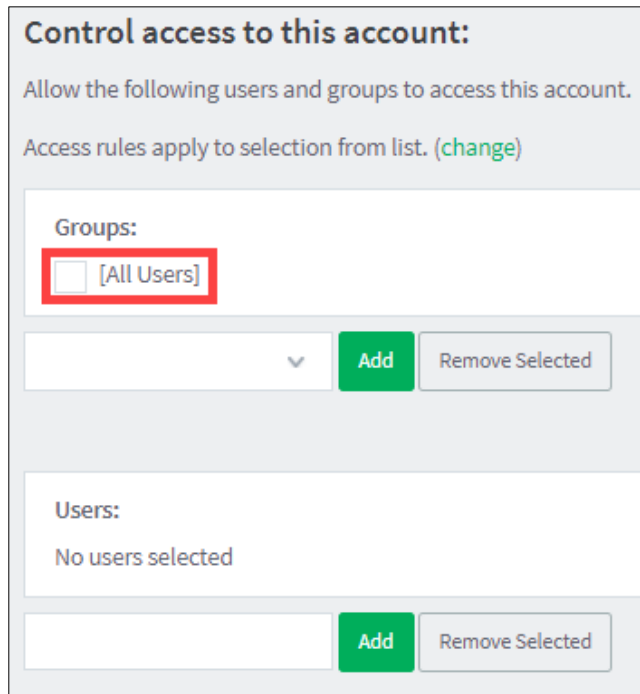 Control access to this account:
Allow the following users and groups to access this account.
Access rules apply to selection from list. (change)
Groups:
[All Users]
Add Remove Selected
Users:
No users selected
Add Remove Selected